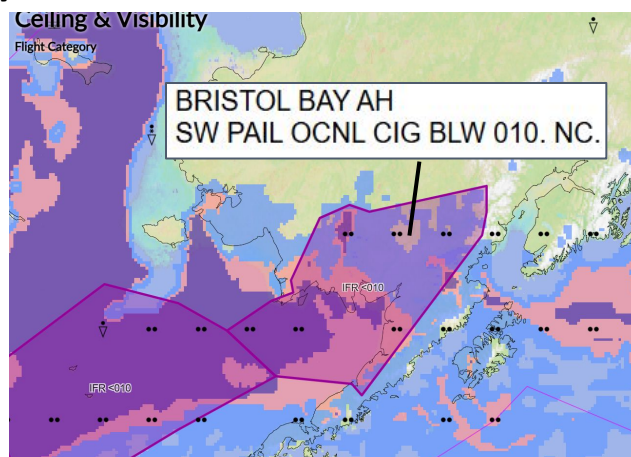 Ceiling & Visibility
Flight Category
BRISTOL BAY AH
SW PAIL OCNL CIG BLW 010. NC.
IFR <010
IFR <010